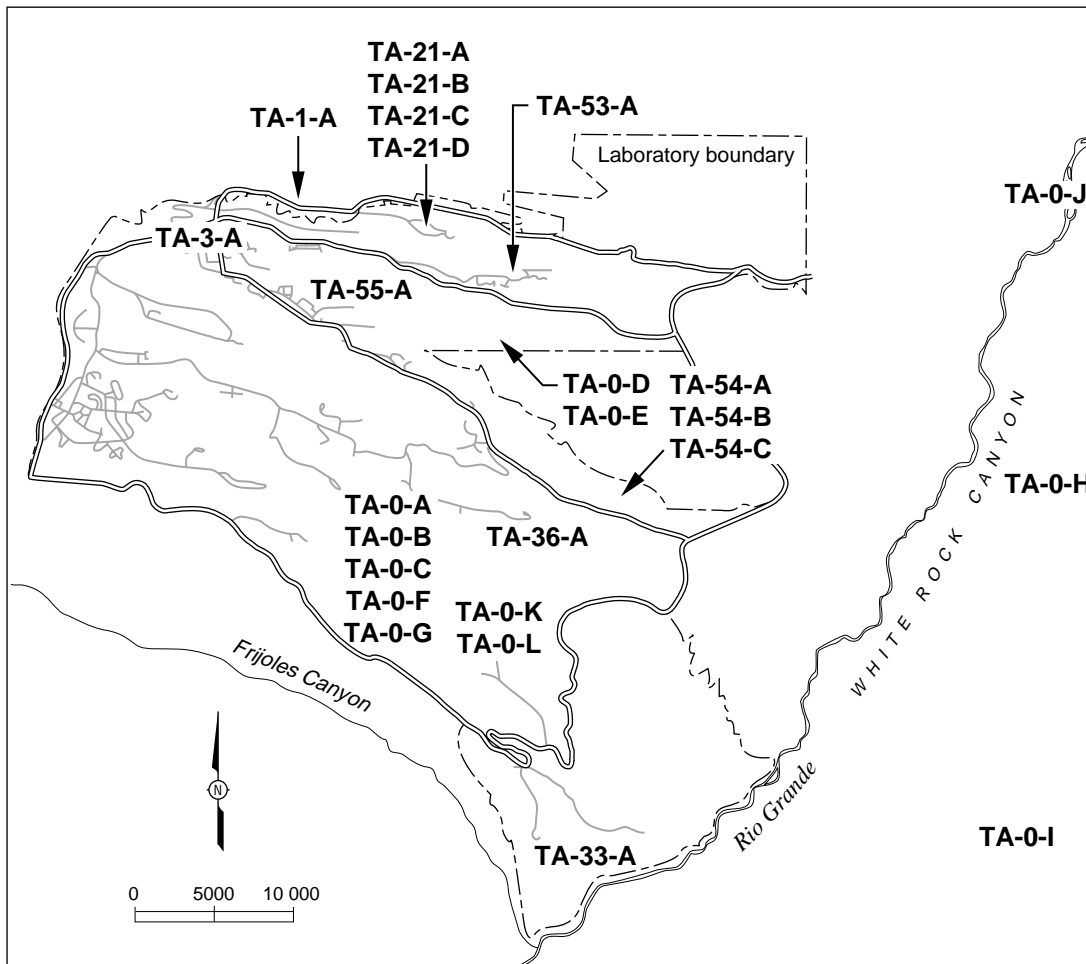 TA-21-A
TA-21-B
TA-21-C
TA-21-D
TA-53-A
TA-1-A
Laboratory boundary
TA-0-J
TA-3-A
TA-55-A
TA-0-D
TA-0-E
TA-54-A
TA-54-B
TA-54-C
TA-0-H
WHITE ROCK CANYON
TA-0-A
TA-0-B
TA-0-C
TA-0-F
TA-0-G
TA-36-A
TA-0-K
TA-0-L
Frijoles Canyon
N
Rio Grande
TA-0-I
TA-33-A
0 5000 10 000